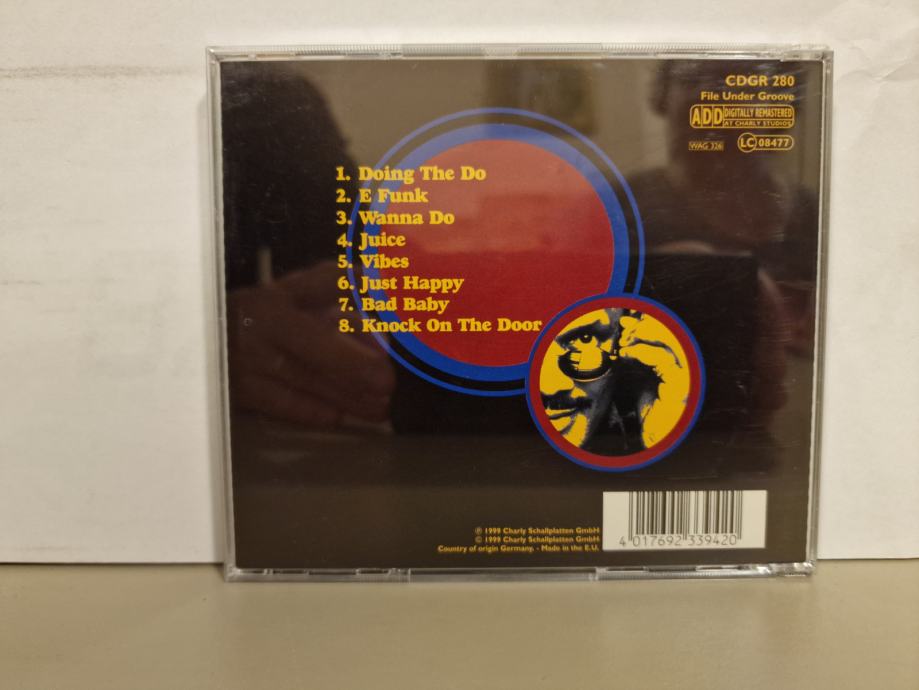 CDGR 280
File Under Groove
ADD DIGITALLY REMASTERED
AT CHARLY STUDIOS
WAG 326 LC 08477
1. Doing The Do
2. E Funk
3. Wanna Do
4. Juice
5. Vibes
6. Just Happy
7. Bad Baby
8. Knock On The Door
℗ 1999 Charly Schallplatten GmbH
© 1999 Charly Schallplatten GmbH
Country of origin Germany. - Made in the E.U.
4 017692 339420